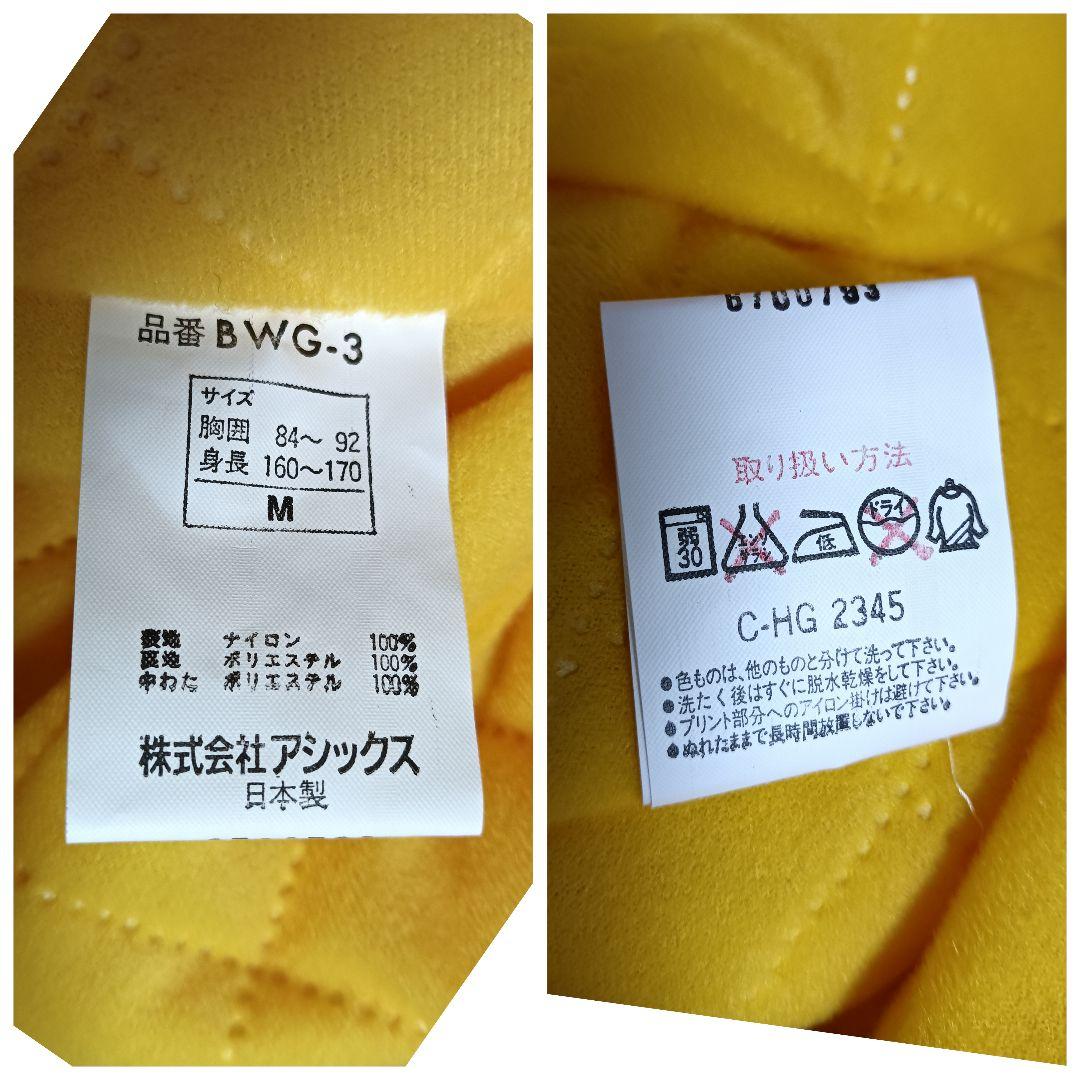 品番 BWG-3
サイズ
胸囲 84〜 92
身長 160〜170
M
表地 ナイロン 100%
裏地 ポリエステル 100%
中わた ポリエステル 100%
株式会社アシックス
日本製
取り扱い方法
弱
30
エンソ
サラシ
低
ドライ
C-HG 2345
●色ものは、他のものと分けて洗って下さい。
●洗たく後はすぐに脱水乾燥をして下さい。
●プリント部分へのアイロン掛けは避けて下さい。
●ぬれたままで長時間放置しないで下さい。